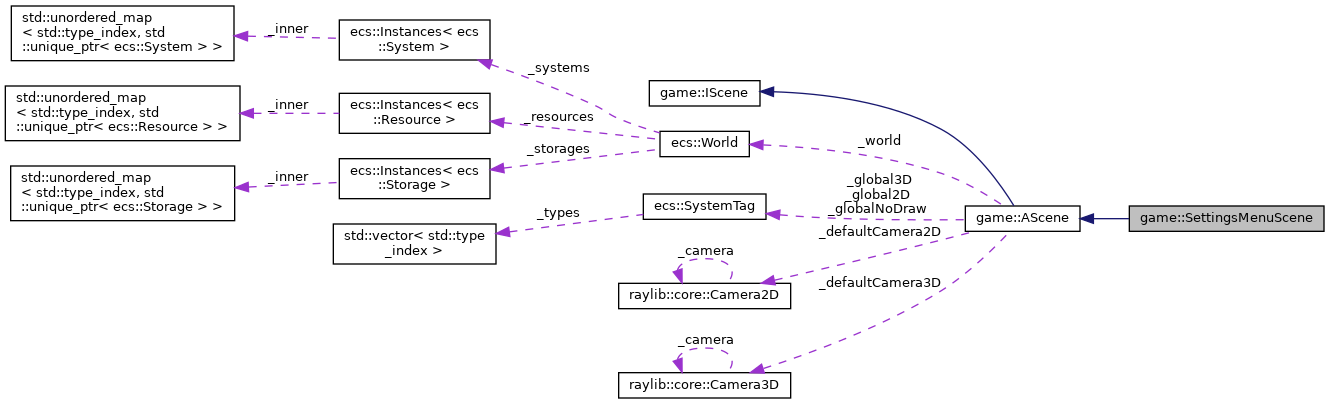 std::unordered_map
< std::type_index, std
::unique_ptr< ecs::System > >
_inner
ecs::Instances< ecs
::System >
_systems
std::unordered_map
< std::type_index, std
::unique_ptr< ecs::Resource > >
_inner
ecs::Instances< ecs
::Resource >
_resources
game::IScene
ecs::World
_world
std::unordered_map
< std::type_index, std
::unique_ptr< ecs::Storage > >
_inner
ecs::Instances< ecs
::Storage >
_storages
_global3D
_global2D
_globalNoDraw
ecs::SystemTag
_types
std::vector< std::type
_index >
game::AScene
game::SettingsMenuScene
_defaultCamera2D
_camera
raylib::core::Camera2D
_defaultCamera3D
_camera
raylib::core::Camera3D